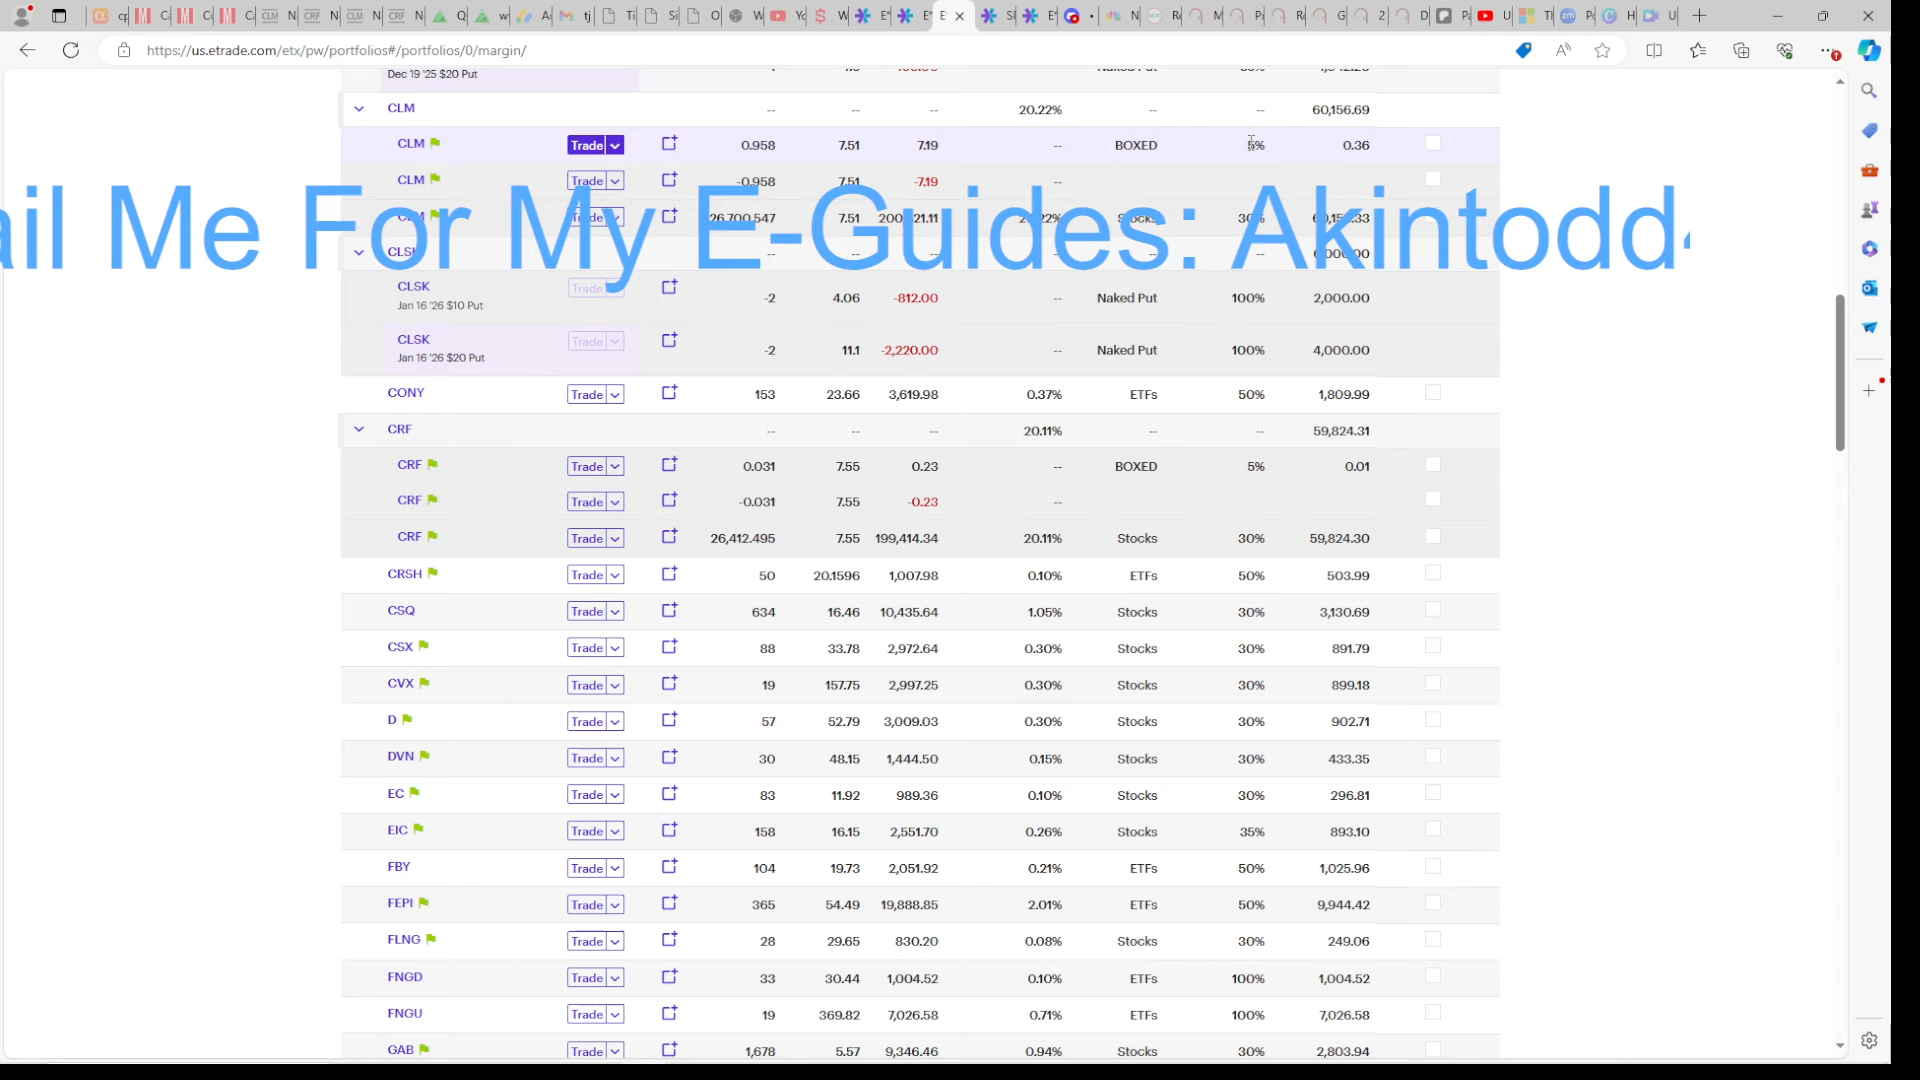 https://us.etrade.com/etx/pw/portfolios#/portfolios/0/margin/
Dec 19 '25 $20 Put
CLM -- -- -- 20.22% -- -- 60,156.69
CLM Trade 0.958 7.51 7.19 -- BOXED 5% 0.36
CLM Trade -0.958 7.51 -7.19 --
ail Me For My E-Guides: Akintodd
CLSK
CLSK Trade -2 4.06 -812.00 -- Naked Put 100% 2,000.00
Jan 16 '26 $10 Put
CLSK Trade -2 11.1 -2,220.00 -- Naked Put 100% 4,000.00
Jan 16 '26 $20 Put
CONY Trade 153 23.66 3,619.98 0.37% ETFs 50% 1,809.99
CRF -- -- -- 20.11% -- -- 59,824.31
CRF Trade 0.031 7.55 0.23 -- BOXED 5% 0.01
CRF Trade -0.031 7.55 -0.23 --
CRF Trade 26,412.495 7.55 199,414.34 20.11% Stocks 30% 59,824.30
CRSH Trade 50 20.1596 1,007.98 0.10% ETFs 50% 503.99
CSQ Trade 634 16.46 10,435.64 1.05% Stocks 30% 3,130.69
CSX Trade 88 33.78 2,972.64 0.30% Stocks 30% 891.79
CVX Trade 19 157.75 2,997.25 0.30% Stocks 30% 899.18
D Trade 57 52.79 3,009.03 0.30% Stocks 30% 902.71
DVN Trade 30 48.15 1,444.50 0.15% Stocks 30% 433.35
EC Trade 83 11.92 989.36 0.10% Stocks 30% 296.81
EIC Trade 158 16.15 2,551.70 0.26% Stocks 35% 893.10
FBY Trade 104 19.73 2,051.92 0.21% ETFs 50% 1,025.96
FEPI Trade 365 54.49 19,888.85 2.01% ETFs 50% 9,944.42
FLNG Trade 28 29.65 830.20 0.08% Stocks 30% 249.06
FNGD Trade 33 30.44 1,004.52 0.10% ETFs 100% 1,004.52
FNGU Trade 19 369.82 7,026.58 0.71% ETFs 100% 7,026.58
GAB Trade 1,678 5.57 9,346.46 0.94% Stocks 30% 2,803.94